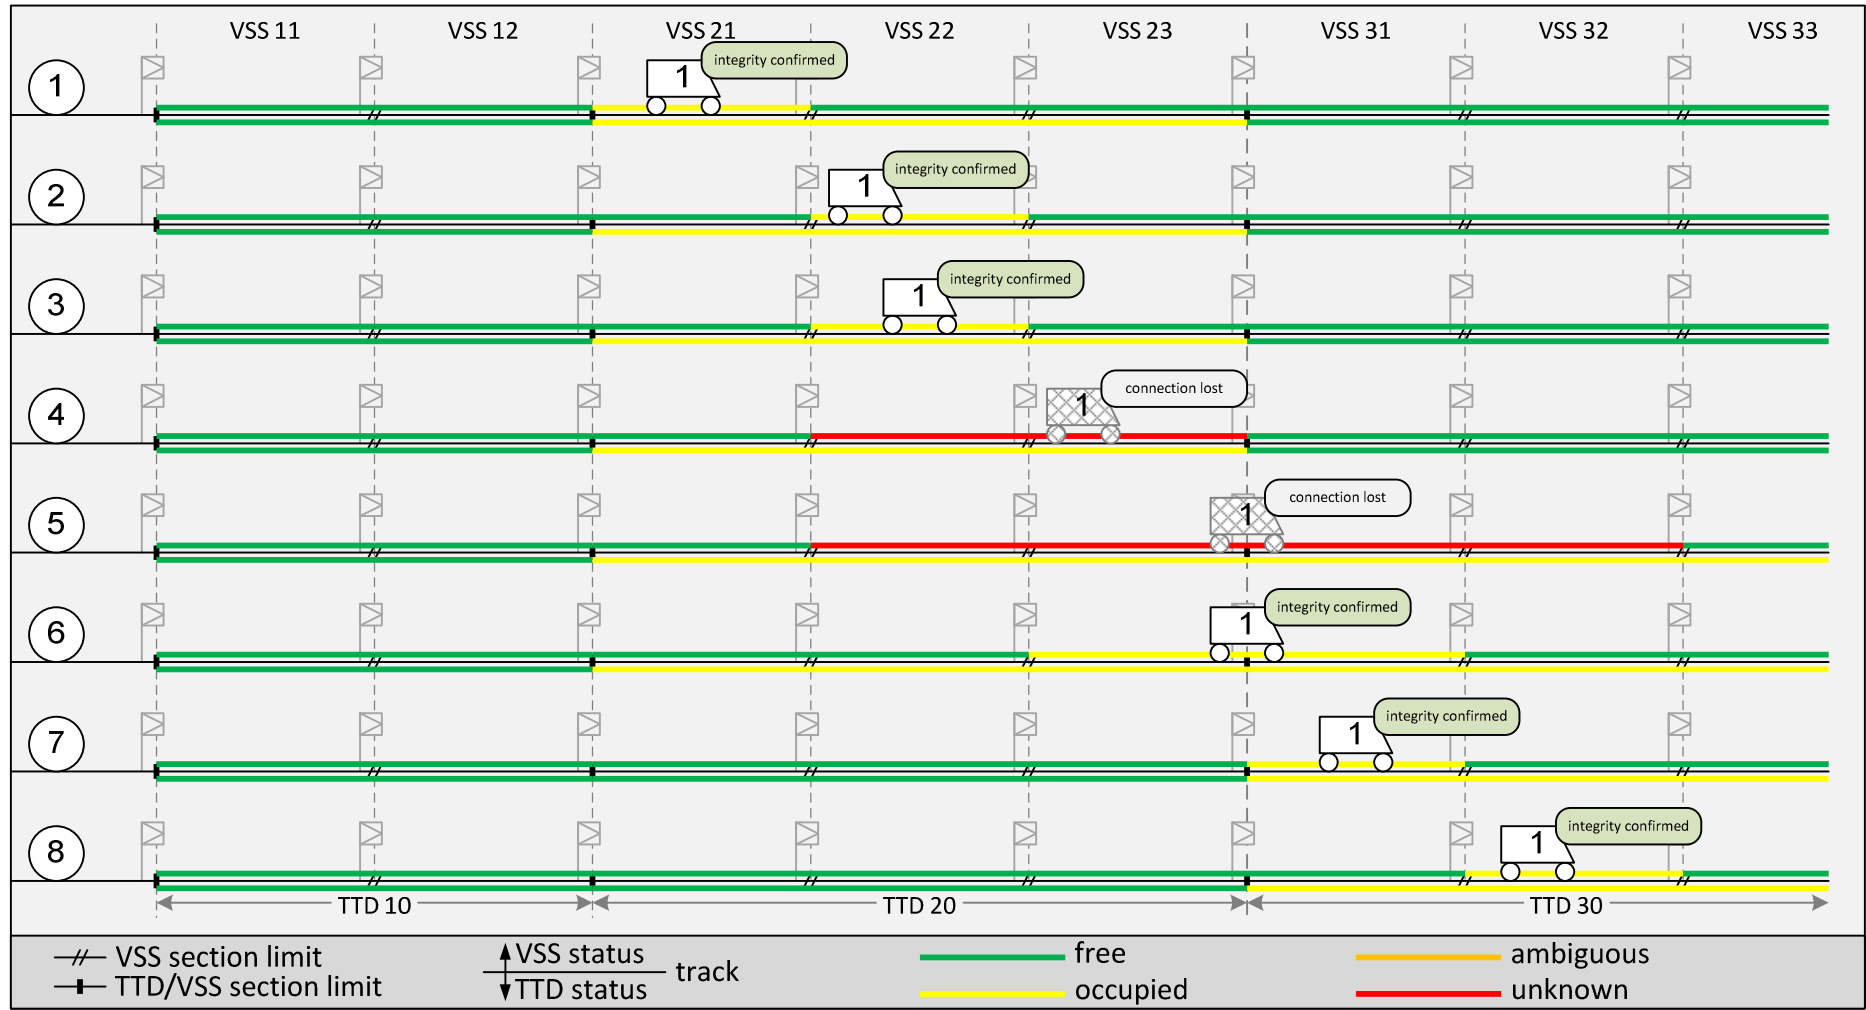 VSS 11 VSS 12 VSS 21 VSS 22 VSS 23 VSS 31 VSS 32 VSS 33
1 1 integrity confirmed
2 1 integrity confirmed
3 1 integrity confirmed
4 1 connection lost
5 1 connection lost
6 1 integrity confirmed
7 1 integrity confirmed
8 1 integrity confirmed
TTD 10 TTD 20 TTD 30
VSS section limit VSS status free ambiguous
track
TTD/VSS section limit TTD status occupied unknown